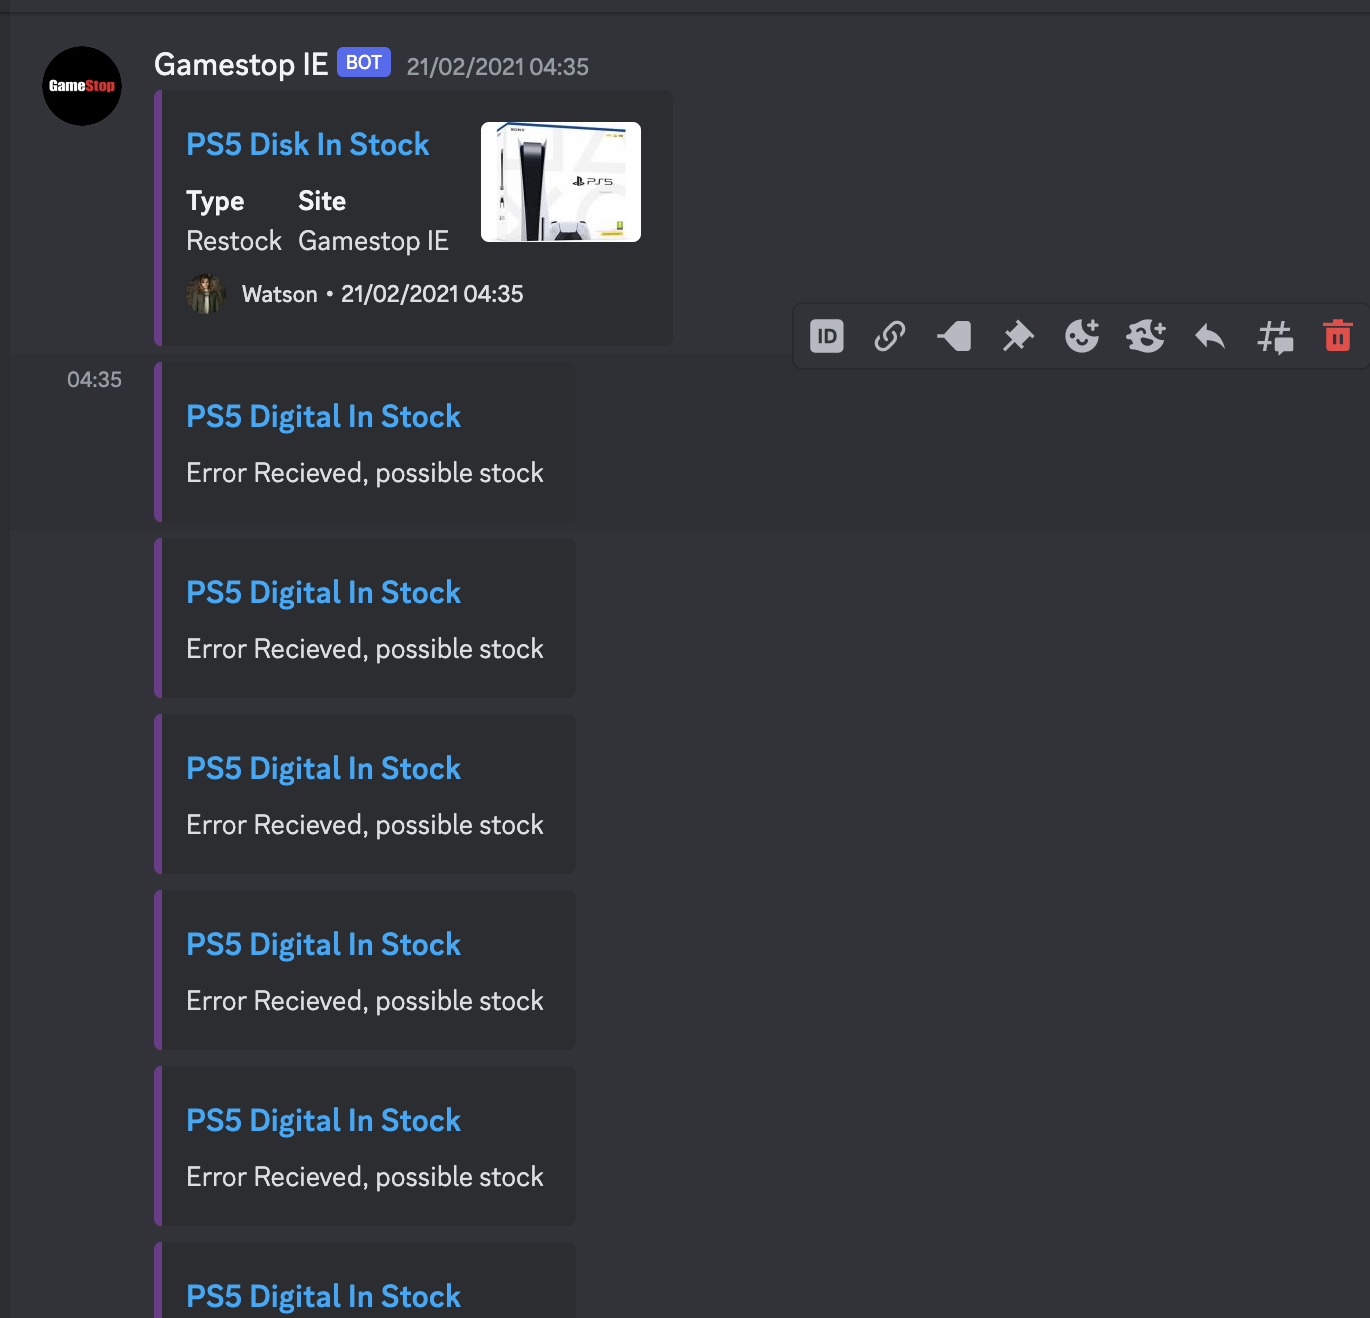 GameStop
Gamestop IE BOT 21/02/2021 04:35
PS5 Disk In Stock
SONY
PS5
Type Site
Restock Gamestop IE
Watson • 21/02/2021 04:35
ID
04:35
PS5 Digital In Stock
Error Recieved, possible stock
PS5 Digital In Stock
Error Recieved, possible stock
PS5 Digital In Stock
Error Recieved, possible stock
PS5 Digital In Stock
Error Recieved, possible stock
PS5 Digital In Stock
Error Recieved, possible stock
PS5 Digital In Stock